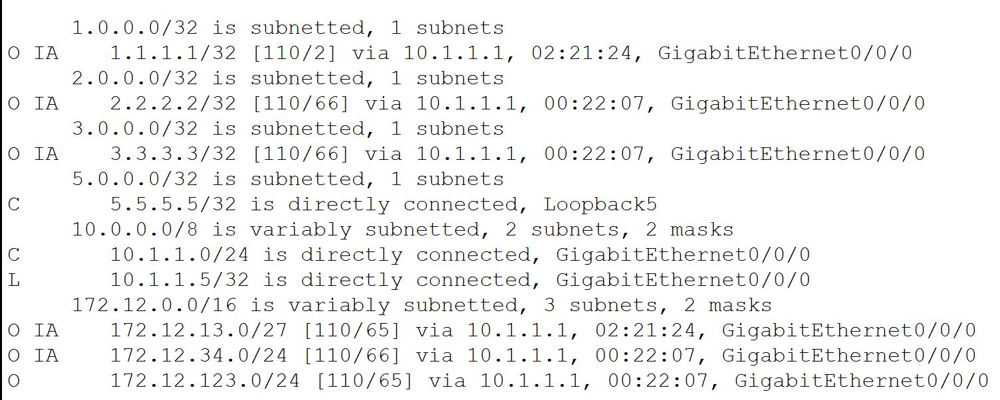 1.0.0.0/32 is subnetted, 1 subnets
O IA 1.1.1.1/32 [110/2] via 10.1.1.1, 02:21:24, GigabitEthernet0/0/0
2.0.0.0/32 is subnetted, 1 subnets
O IA 2.2.2.2/32 [110/66] via 10.1.1.1, 00:22:07, GigabitEthernet0/0/0
3.0.0.0/32 is subnetted, 1 subnets
O IA 3.3.3.3/32 [110/66] via 10.1.1.1, 00:22:07, GigabitEthernet0/0/0
5.0.0.0/32 is subnetted, 1 subnets
C 5.5.5.5/32 is directly connected, Loopback5
10.0.0.0/8 is variably subnetted, 2 subnets, 2 masks
C 10.1.1.0/24 is directly connected, GigabitEthernet0/0/0
L 10.1.1.5/32 is directly connected, GigabitEthernet0/0/0
172.12.0.0/16 is variably subnetted, 3 subnets, 2 masks
O IA 172.12.13.0/27 [110/65] via 10.1.1.1, 02:21:24, GigabitEthernet0/0/0
O IA 172.12.34.0/24 [110/66] via 10.1.1.1, 00:22:07, GigabitEthernet0/0/0
O 172.12.123.0/24 [110/65] via 10.1.1.1, 00:22:07, GigabitEthernet0/0/0